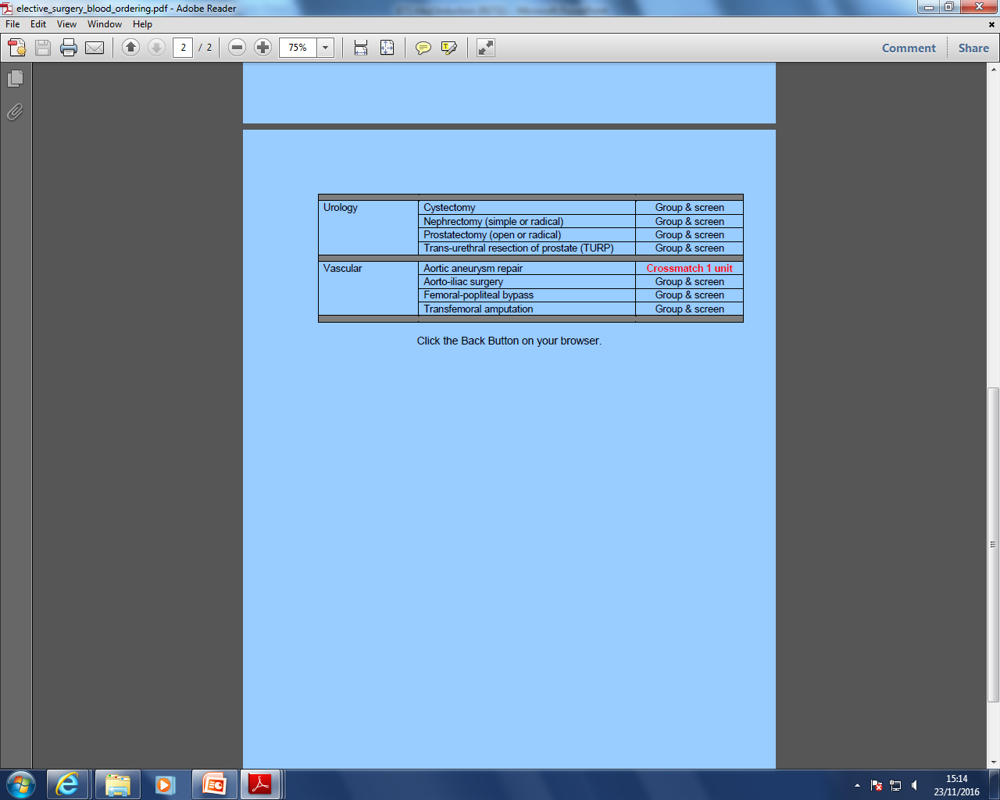 elective_surgery_blood_ordering.pdf - Adobe Reader
File Edit View Window Help
2 / 2 75% Comment Share
Urology Cystectomy Group & screen
Nephrectomy (simple or radical) Group & screen
Prostatectomy (open or radical) Group & screen
Trans-urethral resection of prostate (TURP) Group & screen
Vascular Aortic aneurysm repair Crossmatch 1 unit
Aorto-iliac surgery Group & screen
Femoral-popliteal bypass Group & screen
Transfemoral amputation Group & screen
Click the Back Button on your browser.
15:14
23/11/2016